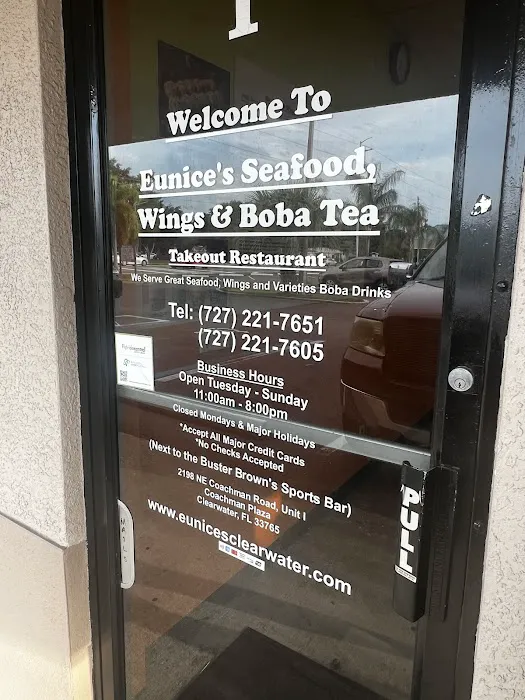 I
Welcome To
Eunice's Seafood,
Wings & Boba Tea
Takeout Restaurant
We Serve Great Seafood, Wings and Varieties Boba Drinks
Tel: (727) 221-7651
(727) 221-7605
Business Hours
Open Tuesday - Sunday
11:00am - 8:00pm
Closed Mondays & Major Holidays
*Accept All Major Credit Cards
*No Checks Accepted
(Next to the Buster Brown's Sports Bar)
2198 NE Coachman Road, Unit I
Coachman Plaza
Clearwater, FL 33765
www.eunicesclearwater.com
PULL